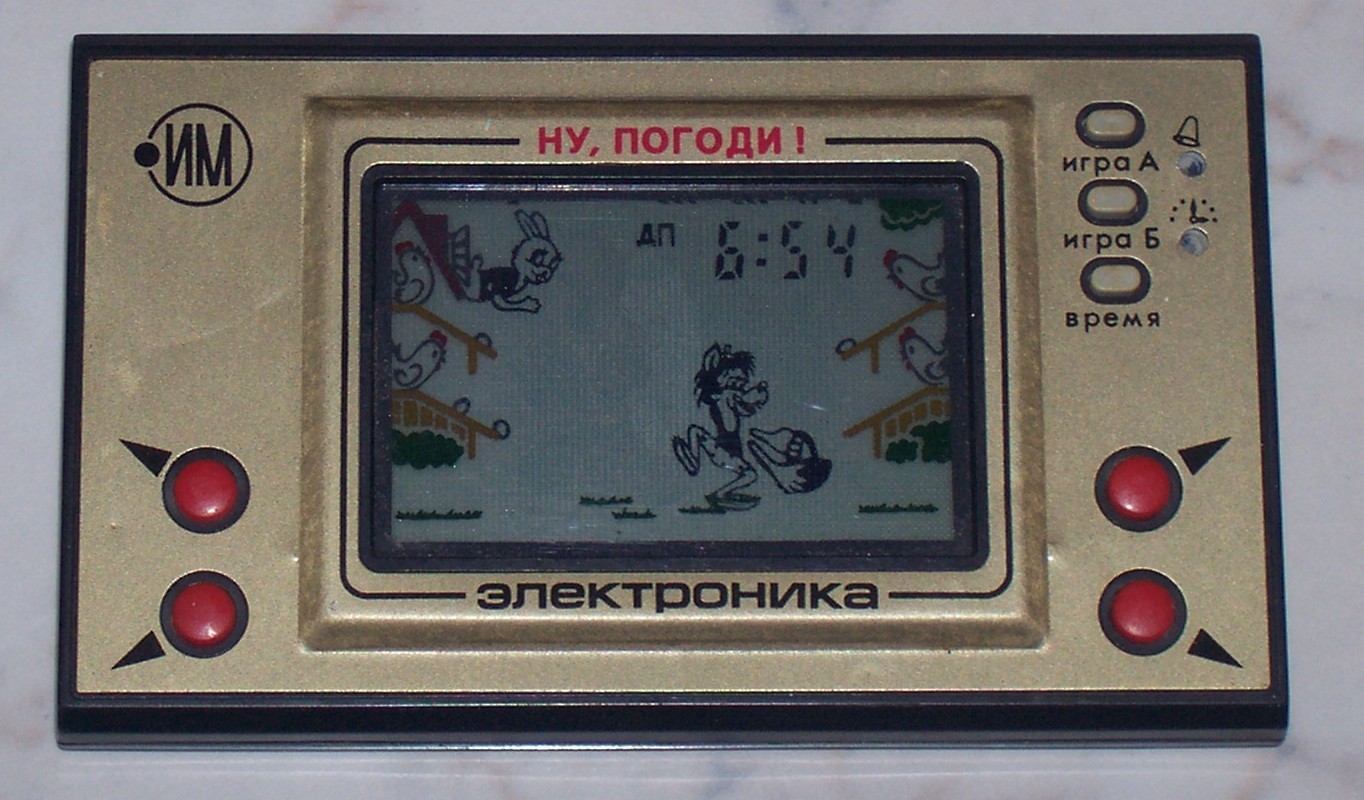 ИМ
НУ, ПОГОДИ!
ДП 6:54
игра А
игра Б
время
электроника